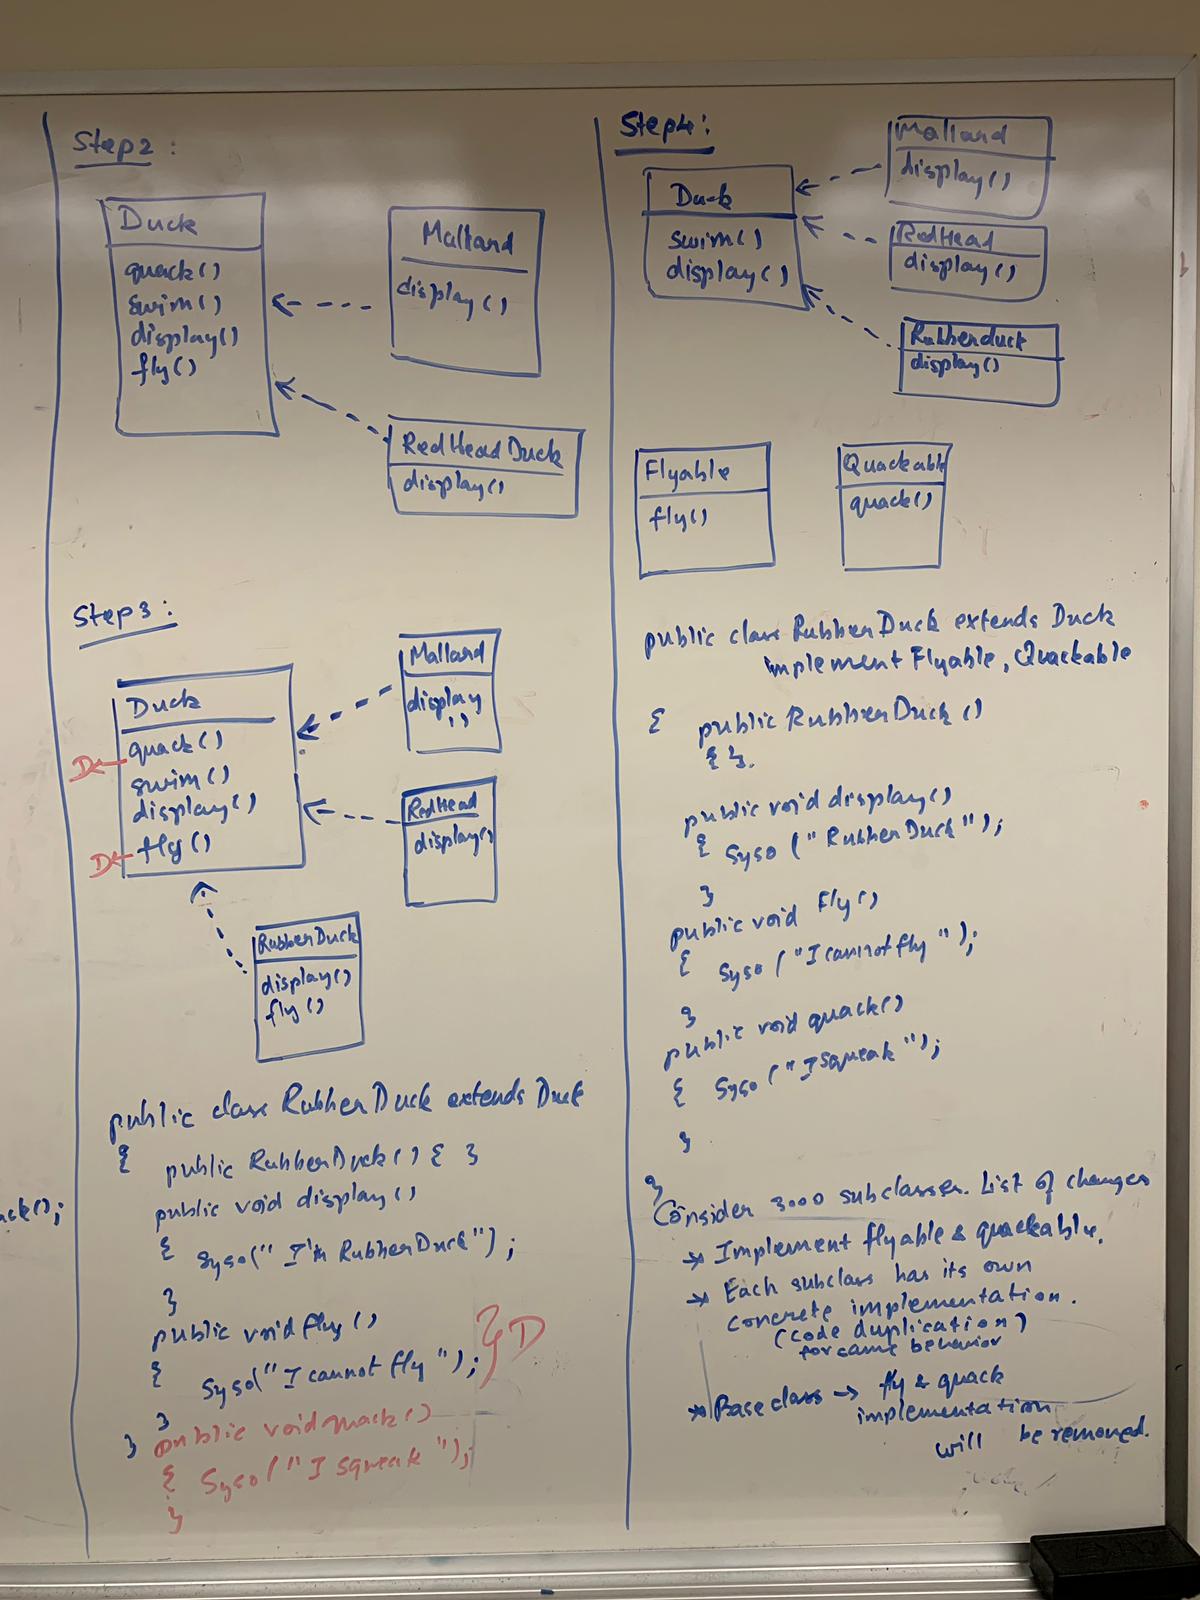 Step2:
Duck
quack()
swim()
display()
fly()
Mallard
display()
RedHeadDuck
display()
Step3:
Duck
quack()
swim()
display()
fly()
D
D
Mallard
display
()
RedHead
display()
RubberDuck
display()
fly()
public class RubberDuck extends Duck
{ public RubberDuck() { }
public void display()
{ Syso(" I'm RubberDuck");
}
public void fly()
{ Syso("I cannot fly"); } D
}
} public void quack()
{ Syso("I squeak");
}
Step4:
Duck
swim()
display()
Mallard
display()
RedHead
display()
Rubberduck
display()
Flyable
fly()
Quackable
quack()
public class RubberDuck extends Duck
implement Flyable, Quackable
{ public RubberDuck()
{ }.
public void display()
{ Syso("RubberDuck");
}
public void Fly()
{ Syso("I cannot fly");
}
public void quack()
{ Syso("I squeak");
}
}
Consider 3000 subclasses. List of changes
→ Implement flyable & quackable.
→ Each subclass has its own
concrete implementation.
(code duplication)
for same behavior
→ Base class → fly & quack
implementation
will be removed.